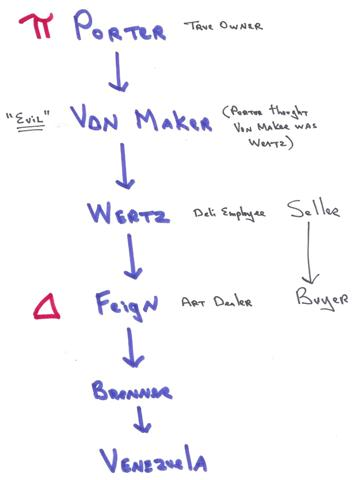 π PORTER TRUE OWNER
"EVIL" VON MAKER (PORTER thought
Von Maker was
WERTZ)
WERTZ Deli Employee Seller
Δ Feign ART Dealer Buyer
BRENNER
VENEZUELA